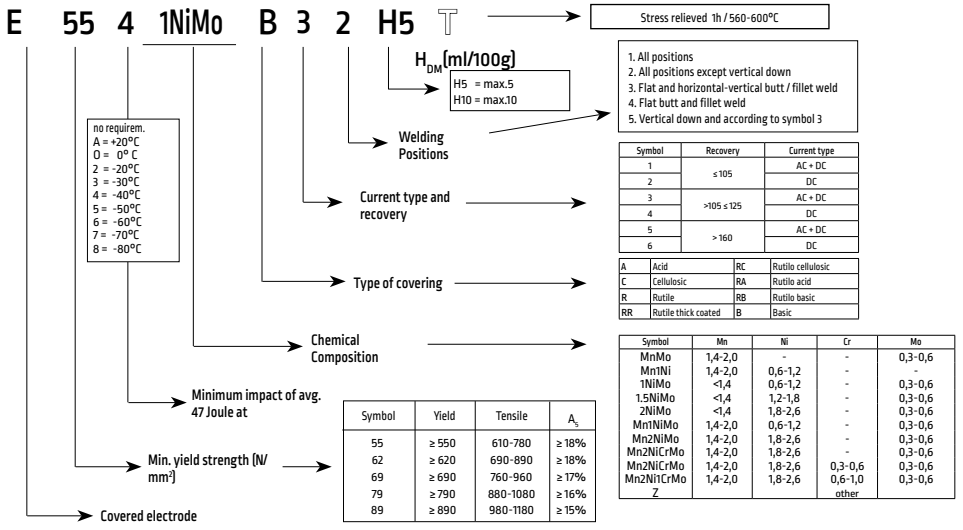 E 55 4 1NiMo B 3 2 H5 T
Stress relieved 1h / 560-600°C
HDM(ml/100g)
H5 = max.5
H10 = max.10
1. All positions
2. All positions except vertical down
3. Flat and horizontal-vertical butt / fillet weld
4. Flat butt and fillet weld
5. Vertical down and according to symbol 3
no requirem.
A = +20°C
0 = 0° C
2 = -20°C
3 = -30°C
4 = -40°C
5 = -50°C
6 = -60°C
7 = -70°C
8 = -80°C
Welding
Positions
Symbol Recovery Current type
1 ≤ 105 AC + DC
2 DC
3 >105 ≤ 125 AC + DC
4 DC
5 > 160 AC + DC
6 DC
Current type and
recovery
A Acid RC Rutilo cellulosic
C Cellulosic RA Rutilo acid
R Rutile RB Rutilo basic
RR Rutile thick coated B Basic
Type of covering
Chemical
Composition
Symbol Mn Ni Cr Mo
MnMo 1,4-2,0 - - 0,3-0,6
Mn1Ni 1,4-2,0 0,6-1,2 - -
1NiMo <1,4 0,6-1,2 - 0,3-0,6
1.5NiMo <1,4 1,2-1,8 - 0,3-0,6
2NiMo <1,4 1,8-2,6 - 0,3-0,6
Mn1NiMo 1,4-2,0 0,6-1,2 - 0,3-0,6
Mn2NiMo 1,4-2,0 1,8-2,6 - 0,3-0,6
Mn2NiCrMo 1,4-2,0 1,8-2,6 - 0,3-0,6
Mn2NiCrMo 1,4-2,0 1,8-2,6 0,3-0,6 0,3-0,6
Mn2Ni1CrMo 1,4-2,0 1,8-2,6 0,6-1,0 0,3-0,6
Z other
Minimum impact of avg.
47 Joule at
Symbol Yield Tensile A5
55 ≥ 550 610-780 ≥ 18%
62 ≥ 620 690-890 ≥ 18%
69 ≥ 690 760-960 ≥ 17%
79 ≥ 790 880-1080 ≥ 16%
89 ≥ 890 980-1180 ≥ 15%
Min. yield strength (N/
mm²)
Covered electrode